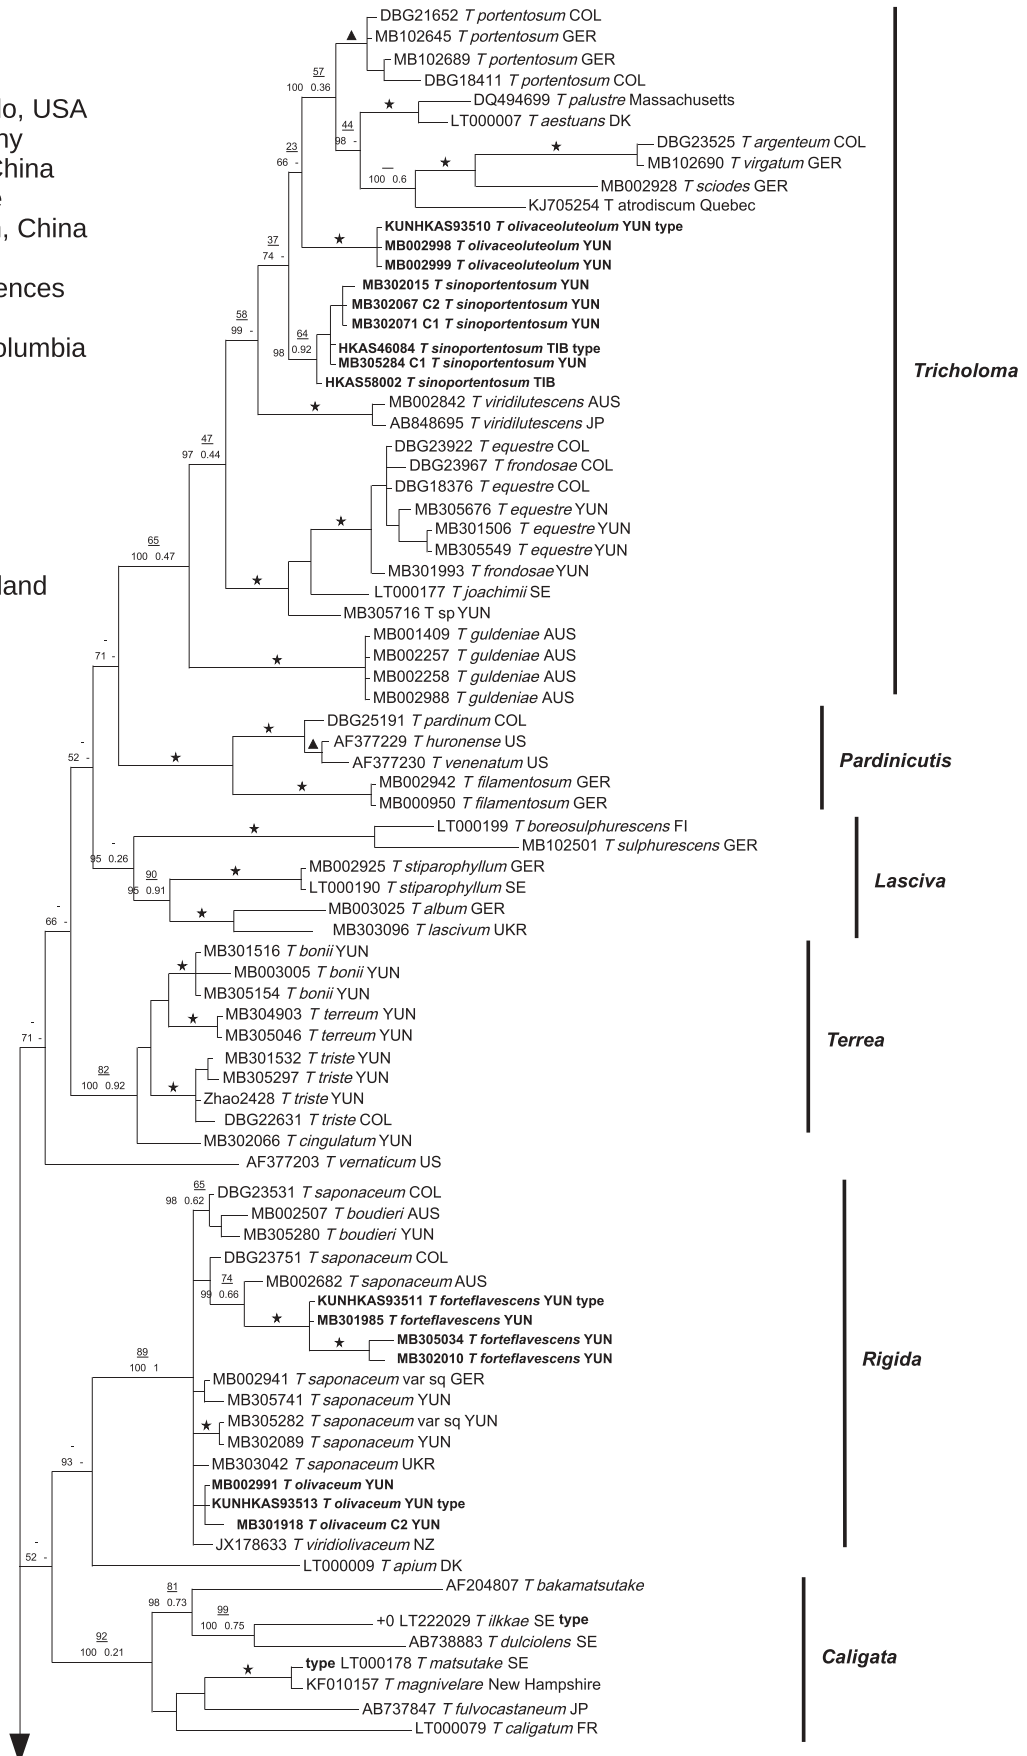 DBG21652 T portentosum COL
MB102645 T portentosum GER
57
100 0.36
MB102689 T portentosum GER
DBG18411 T portentosum COL
lo, USA
DQ494699 T palustre Massachusetts
LT000007 T aestuans DK
44
98 -
ny
DBG23525 T argenteum COL
MB102690 T virgatum GER
23
66 -
China
100 0.6
MB002928 T sciodes GER
KJ705254 T atrodiscum Quebec
e
, China
KUNHKAS93510 T olivaceoluteolum YUN type
MB002998 T olivaceoluteolum YUN
MB002999 T olivaceoluteolum YUN
37
74 -
ences
MB302015 T sinoportentosum YUN
MB302067 C2 T sinoportentosum YUN
MB302071 C1 T sinoportentosum YUN
58
99 -
64
98 0.92
olumbia
HKAS46084 T sinoportentosum TIB type
MB305284 C1 T sinoportentosum YUN
HKAS58002 T sinoportentosum TIB
Tricholoma
MB002842 T viridilutescens AUS
AB848695 T viridilutescens JP
47
97 0.44
DBG23922 T equestre COL
DBG23967 T frondosae COL
DBG18376 T equestre COL
MB305676 T equestre YUN
MB301506 T equestre YUN
MB305549 T equestre YUN
65
100 0.47
MB301993 T frondosae YUN
land
LT000177 T joachimii SE
MB305716 T sp YUN
MB001409 T guldeniae AUS
MB002257 T guldeniae AUS
MB002258 T guldeniae AUS
MB002988 T guldeniae AUS
-
71 -
DBG25191 T pardinum COL
AF377229 T huronense US
AF377230 T venenatum US
-
52 -
Pardinicutis
MB002942 T filamentosum GER
MB000950 T filamentosum GER
LT000199 T boreosulphurescens FI
MB102501 T sulphurescens GER
95 0.26
MB002925 T stiparophyllum GER
LT000190 T stiparophyllum SE
90
95 0.91
Lasciva
MB003025 T album GER
MB303096 T lascivum UKR
-
66 -
MB301516 T bonii YUN
MB003005 T bonii YUN
MB305154 T bonii YUN
MB304903 T terreum YUN
MB305046 T terreum YUN
-
71 -
Terrea
MB301532 T triste YUN
MB305297 T triste YUN
82
100 0.92
Zhao2428 T triste YUN
DBG22631 T triste COL
MB302066 T cingulatum YUN
AF377203 T vernaticum US
65
98 0.62
DBG23531 T saponaceum COL
MB002507 T boudieri AUS
MB305280 T boudieri YUN
DBG23751 T saponaceum COL
74
99 0.66
MB002682 T saponaceum AUS
KUNHKAS93511 T forteflavescens YUN type
MB301985 T forteflavescens YUN
MB305034 T forteflavescens YUN
MB302010 T forteflavescens YUN
89
100 1
Rigida
MB002941 T saponaceum var sq GER
MB305741 T saponaceum YUN
MB305282 T saponaceum var sq YUN
MB302089 T saponaceum YUN
-
93 -
MB303042 T saponaceum UKR
MB002991 T olivaceum YUN
KUNHKAS93513 T olivaceum YUN type
MB301918 T olivaceum C2 YUN
JX178633 T viridiolivaceum NZ
-
52 -
LT000009 T apium DK
81
98 0.73
AF204807 T bakamatsutake
99
100 0.75
+0 LT222029 T ilkkae SE type
AB738883 T dulciolens SE
92
100 0.21
Caligata
type LT000178 T matsutake SE
KF010157 T magnivelare New Hampshire
AB737847 T fulvocastaneum JP
LT000079 T caligatum FR